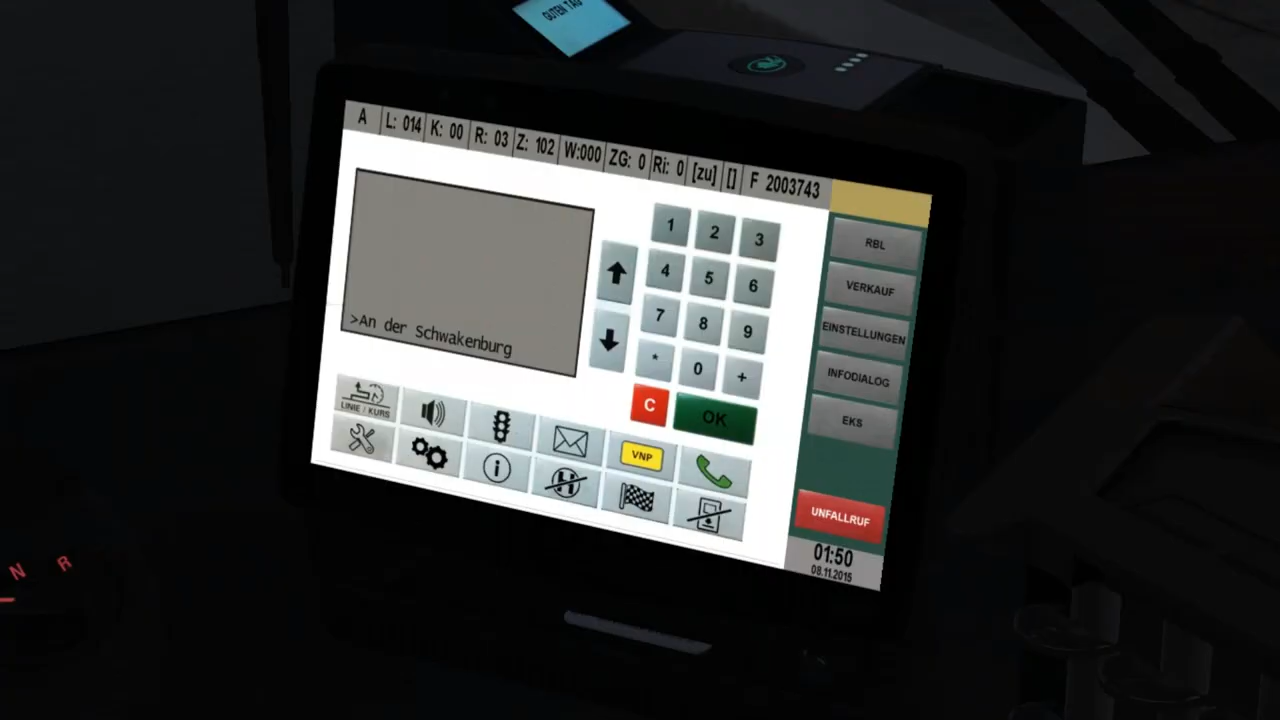 GUTEN TAG
A L: 014 K: 00 R: 03 Z: 102 W:000 ZG: 0 Ri: 0 [zu] [] F 2003743
>An der Schwakenburg
1 2 3
4 5 6
7 8 9
* 0 +
C OK
RBL
VERKAUF
EINSTELLUNGEN
INFODIALOG
EKS
UNFALLRUF
LINIE / KURS
VNP
01:50
08.11.2015
N R